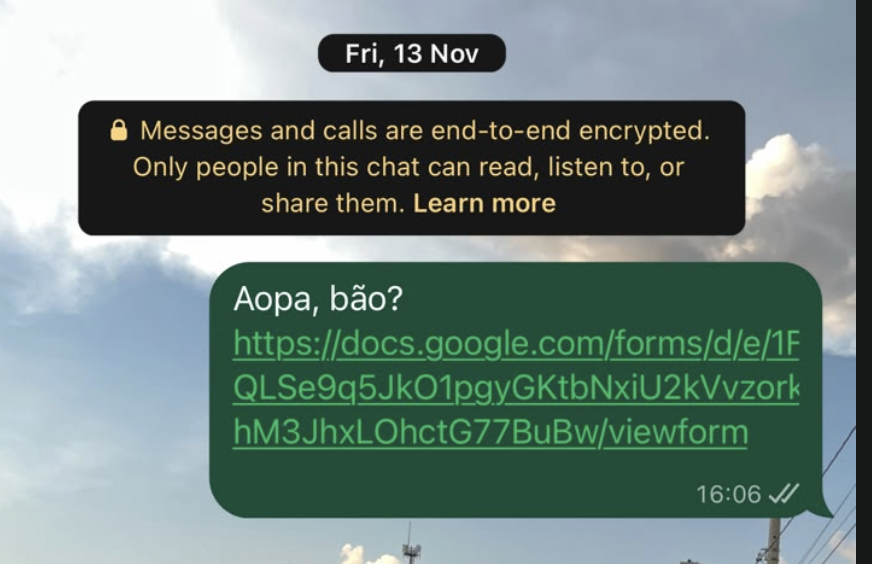 Fri, 13 Nov
Messages and calls are end-to-end encrypted.
Only people in this chat can read, listen to, or
share them. Learn more
Aopa, bão?
https://docs.google.com/forms/d/e/1F
QLSe9q5JkO1pgyGKtbNxiU2kVvzork
hM3JhxLOhctG77BuBw/viewform
16:06